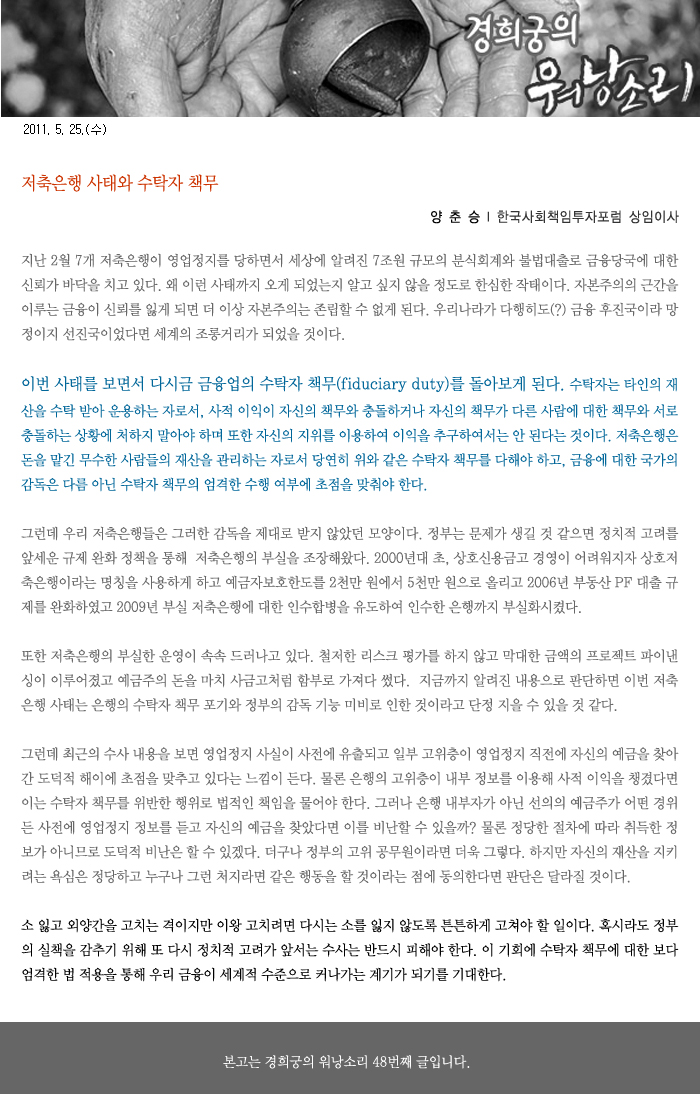 경희궁의
워낭소리
2011. 5. 25.(수)
저축은행 사태와 수탁자 책무
양 춘 승 ㅣ 한국사회책임투자포럼 상임이사
지난 2월 7개 저축은행이 영업정지를 당하면서 세상에 알려진 7조원 규모의 분식회계와 불법대출로 금융당국에 대한
신뢰가 바닥을 치고 있다. 왜 이런 사태까지 오게 되었는지 알고 싶지 않을 정도로 한심한 작태이다. 자본주의의 근간을
이루는 금융이 신뢰를 잃게 되면 더 이상 자본주의는 존립할 수 없게 된다. 우리나라가 다행히도(?) 금융 후진국이라 망
정이지 선진국이었다면 세계의 조롱거리가 되었을 것이다.
이번 사태를 보면서 다시금 금융업의 수탁자 책무(fiduciary duty)를 돌아보게 된다. 수탁자는 타인의 재
산을 수탁 받아 운용하는 자로서, 사적 이익이 자신의 책무와 충돌하거나 자신의 책무가 다른 사람에 대한 책무와 서로
충돌하는 상황에 처하지 말아야 하며 또한 자신의 지위를 이용하여 이익을 추구하여서는 안 된다는 것이다. 저축은행은
돈을 맡긴 무수한 사람들의 재산을 관리하는 자로서 당연히 위와 같은 수탁자 책무를 다해야 하고, 금융에 대한 국가의
감독은 다름 아닌 수탁자 책무의 엄격한 수행 여부에 초점을 맞춰야 한다.
그런데 우리 저축은행들은 그러한 감독을 제대로 받지 않았던 모양이다. 정부는 문제가 생길 것 같으면 정치적 고려를
앞세운 규제 완화 정책을 통해 저축은행의 부실을 조장해왔다. 2000년대 초, 상호신용금고 경영이 어려워지자 상호저
축은행이라는 명칭을 사용하게 하고 예금자보호한도를 2천만 원에서 5천만 원으로 올리고 2006년 부동산 PF 대출 규
제를 완화하였고 2009년 부실 저축은행에 대한 인수합병을 유도하여 인수한 은행까지 부실화시켰다.
또한 저축은행의 부실한 운영이 속속 드러나고 있다. 철저한 리스크 평가를 하지 않고 막대한 금액의 프로젝트 파이낸
싱이 이루어졌고 예금주의 돈을 마치 사금고처럼 함부로 가져다 썼다. 지금까지 알려진 내용으로 판단하면 이번 저축
은행 사태는 은행의 수탁자 책무 포기와 정부의 감독 기능 미비로 인한 것이라고 단정 지을 수 있을 것 같다.
그런데 최근의 수사 내용을 보면 영업정지 사실이 사전에 유출되고 일부 고위층이 영업정지 직전에 자신의 예금을 찾아
간 도덕적 해이에 초점을 맞추고 있다는 느낌이 든다. 물론 은행의 고위층이 내부 정보를 이용해 사적 이익을 챙겼다면
이는 수탁자 책무를 위반한 행위로 법적인 책임을 물어야 한다. 그러나 은행 내부자가 아닌 선의의 예금주가 어떤 경위
든 사전에 영업정지 정보를 듣고 자신의 예금을 찾았다면 이를 비난할 수 있을까? 물론 정당한 절차에 따라 취득한 정
보가 아니므로 도덕적 비난은 할 수 있겠다. 더구나 정부의 고위 공무원이라면 더욱 그렇다. 하지만 자신의 재산을 지키
려는 욕심은 정당하고 누구나 그런 처지라면 같은 행동을 할 것이라는 점에 동의한다면 판단은 달라질 것이다.
소 잃고 외양간을 고치는 격이지만 이왕 고치려면 다시는 소를 잃지 않도록 튼튼하게 고쳐야 할 일이다. 혹시라도 정부
의 실책을 감추기 위해 또 다시 정치적 고려가 앞서는 수사는 반드시 피해야 한다. 이 기회에 수탁자 책무에 대한 보다
엄격한 법 적용을 통해 우리 금융이 세계적 수준으로 커나가는 계기가 되기를 기대한다.
본고는 경희궁의 워낭소리 48번째 글입니다.